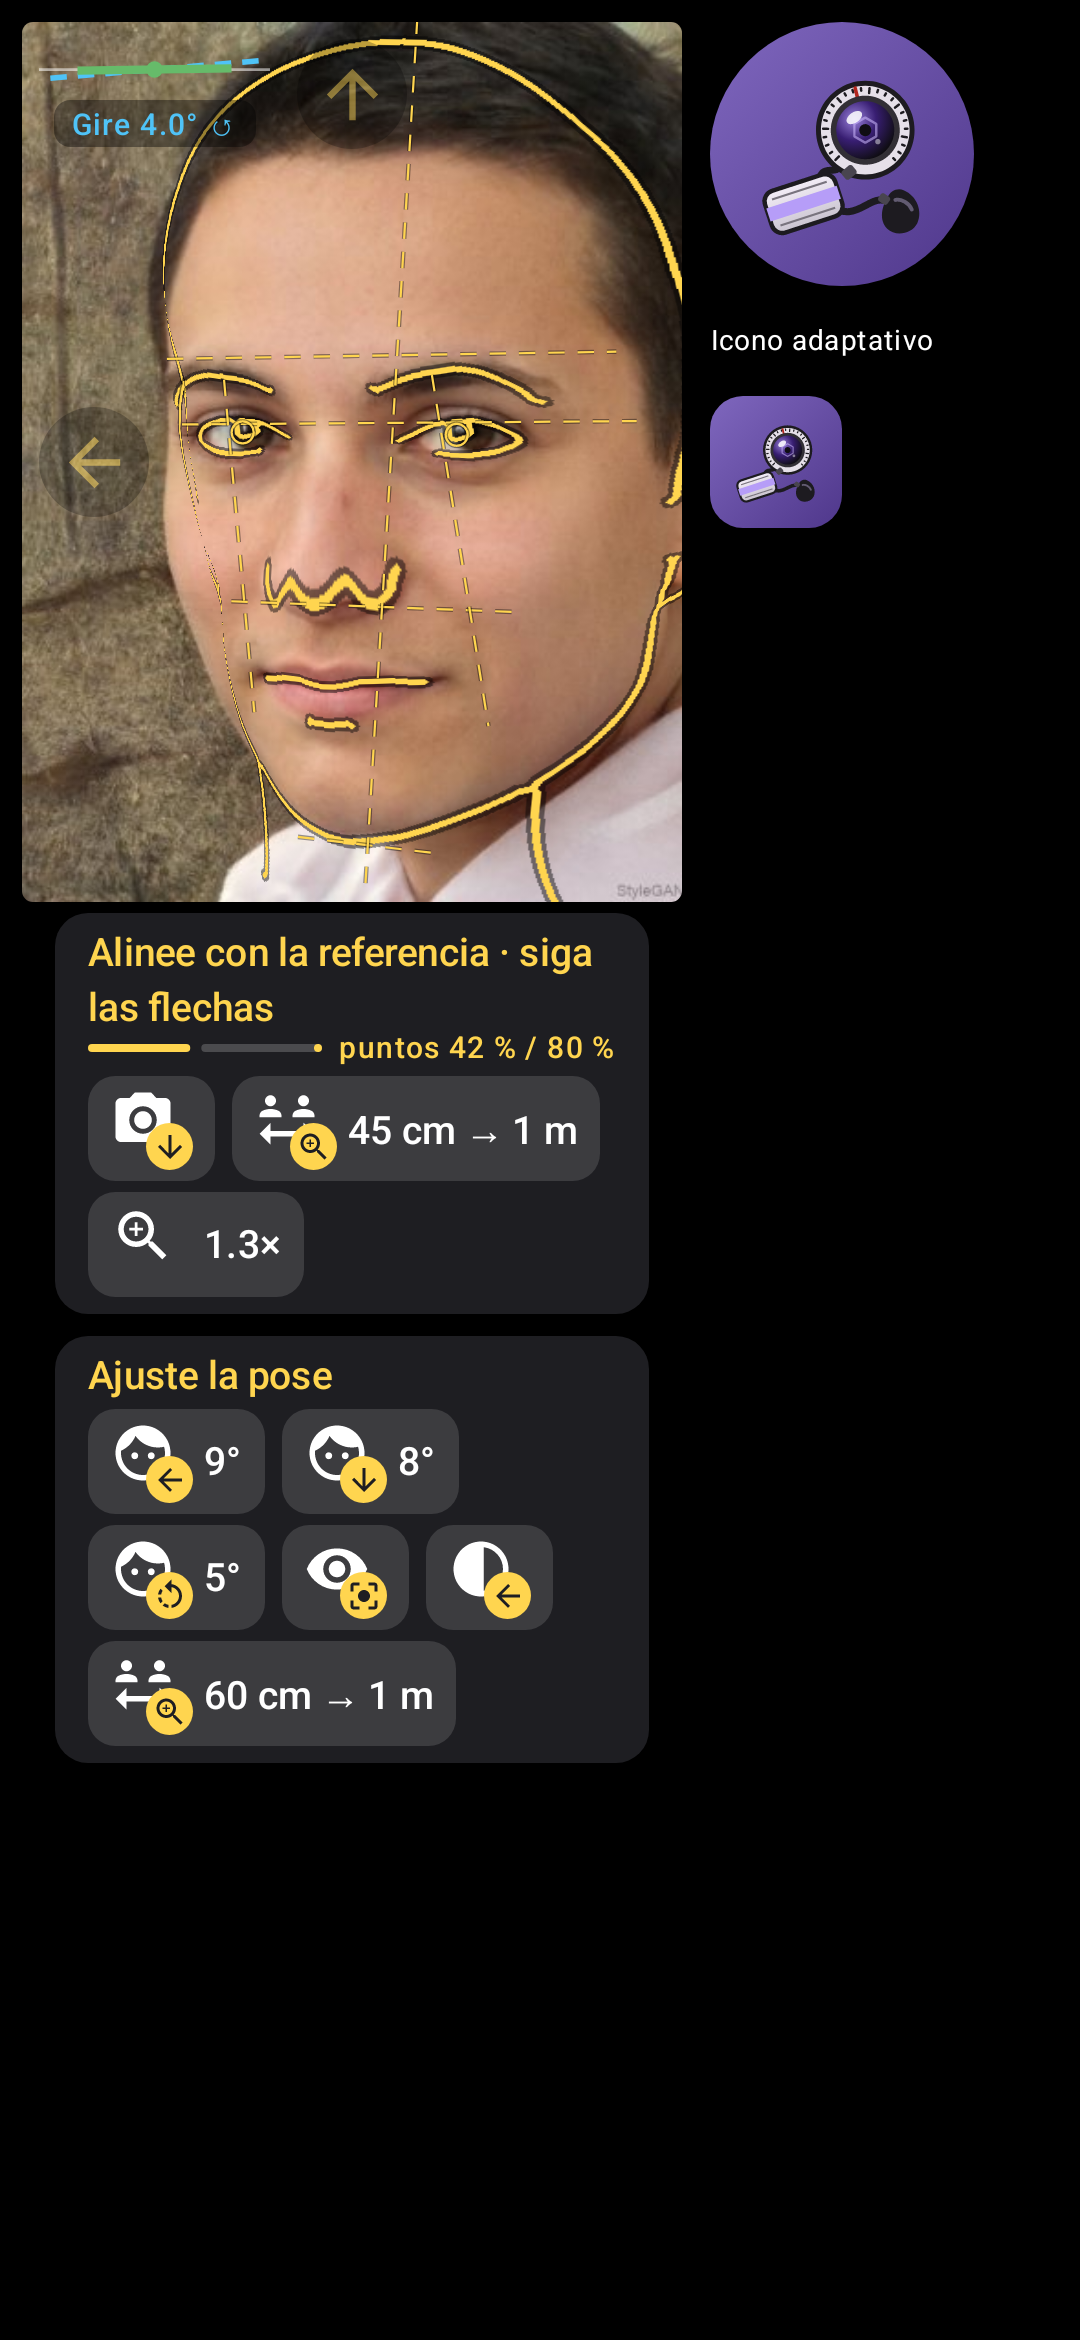 Gire 4.0° ↺
StyleGAN
Icono adaptativo
Alinee con la referencia · siga
las flechas
puntos 42 % / 80 %
45 cm → 1 m
1.3×
Ajuste la pose
9°
8°
5°
60 cm → 1 m